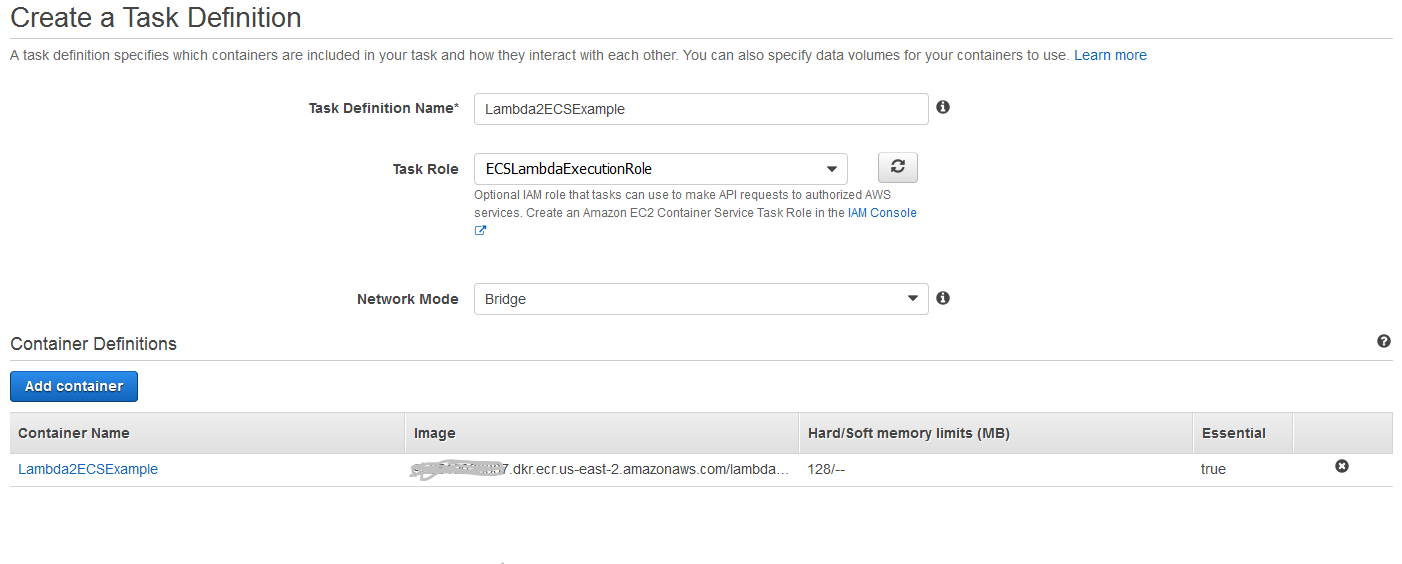 Create a Task Definition
A task definition specifies which containers are included in your task and how they interact with each other. You can also specify data volumes for your containers to use. Learn more
Task Definition Name* Lambda2ECSExample
Task Role ECSLambdaExecutionRole
Optional IAM role that tasks can use to make API requests to authorized AWS
services. Create an Amazon EC2 Container Service Task Role in the IAM Console
Network Mode Bridge
Container Definitions
Add container
Container Name Image Hard/Soft memory limits (MB) Essential
Lambda2ECSExample 7.dkr.ecr.us-east-2.amazonaws.com/lambda... 128/-- true